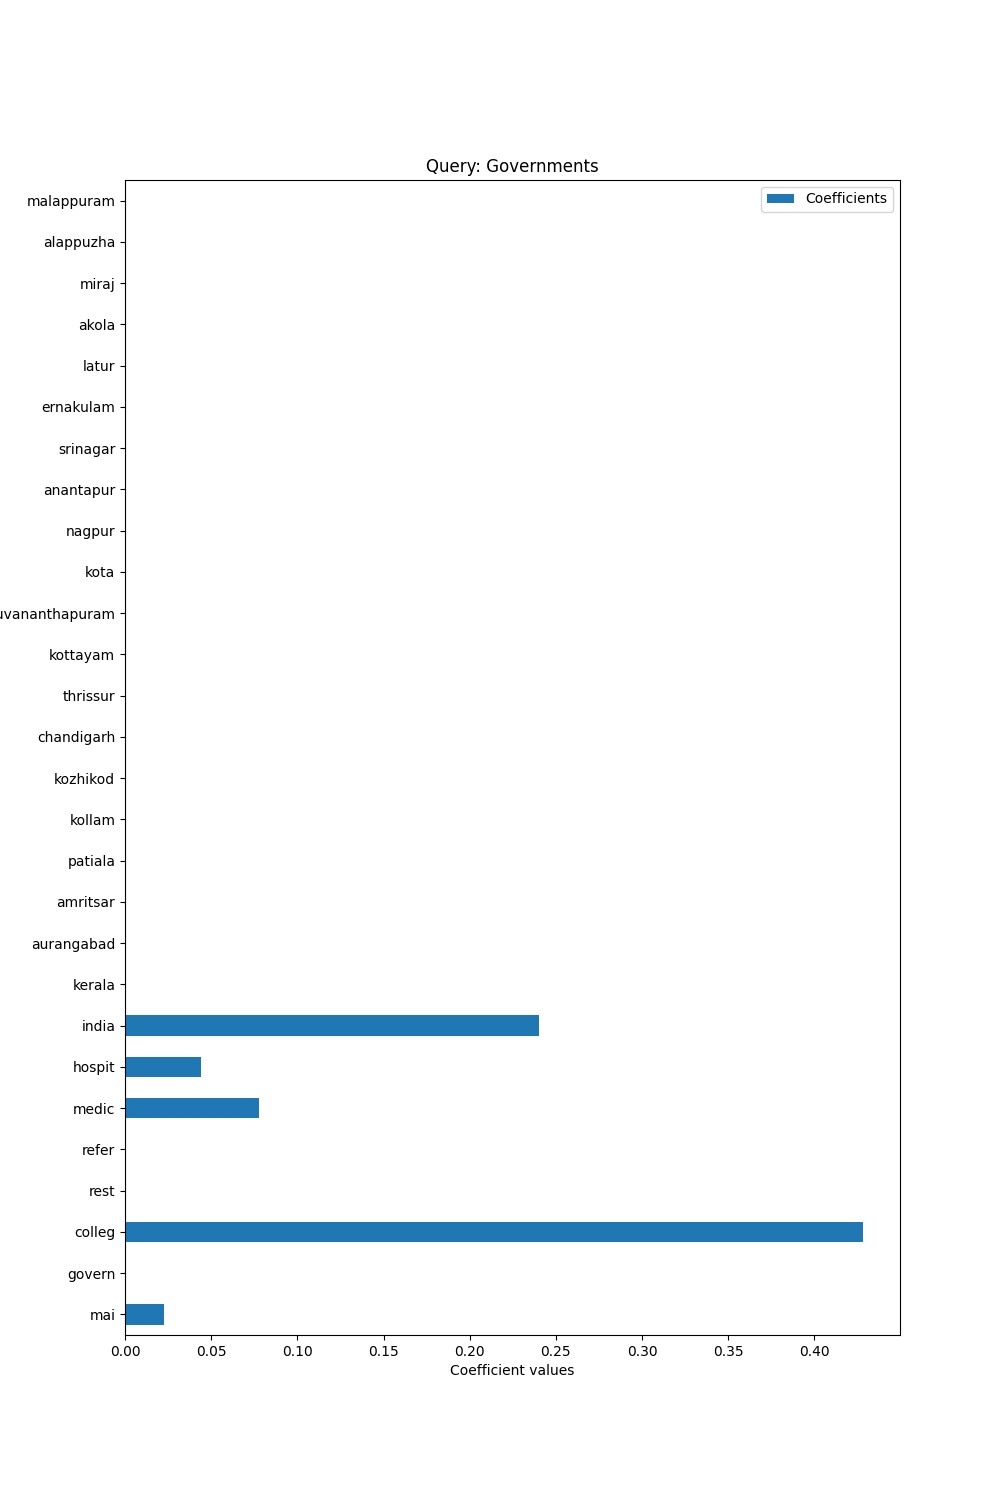 Query: Governments
Coefficients
malappuram
alappuzha
miraj
akola
latur
ernakulam
srinagar
anantapur
nagpur
kota
uvananthapuram
kottayam
thrissur
chandigarh
kozhikod
kollam
patiala
amritsar
aurangabad
kerala
india
hospit
medic
refer
rest
colleg
govern
mai
0.00 0.05 0.10 0.15 0.20 0.25 0.30 0.35 0.40
Coefficient values